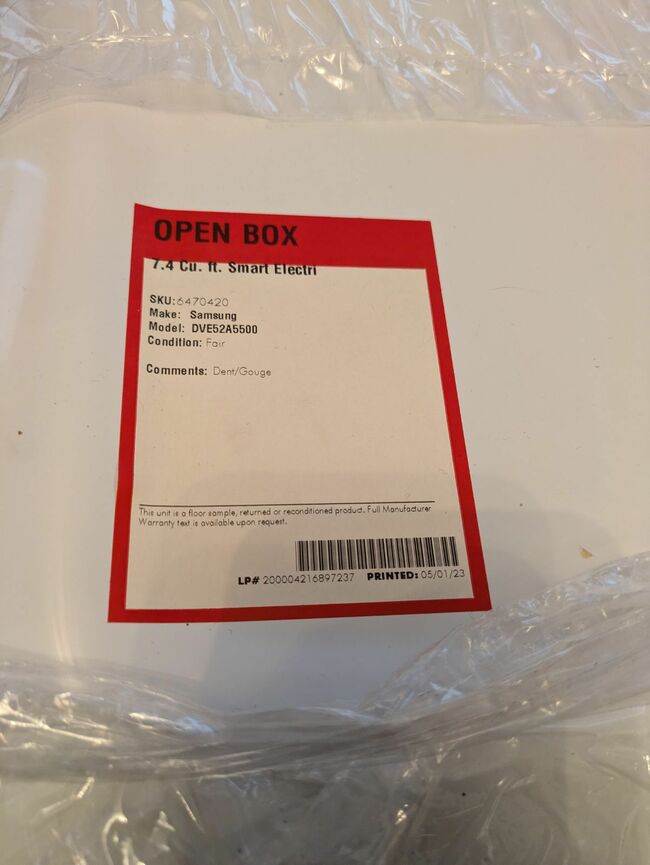 OPEN BOX
7.4 Cu. ft. Smart Electri
SKU:6470420
Make: Samsung
Model: DVE52A5500
Condition: Fair
Comments: Dent/Gouge
This unit is a floor sample, returned or reconditioned product. Full Manufacturer
Warranty text is available upon request.
LP# 200004216897237 PRINTED: 05/01/23